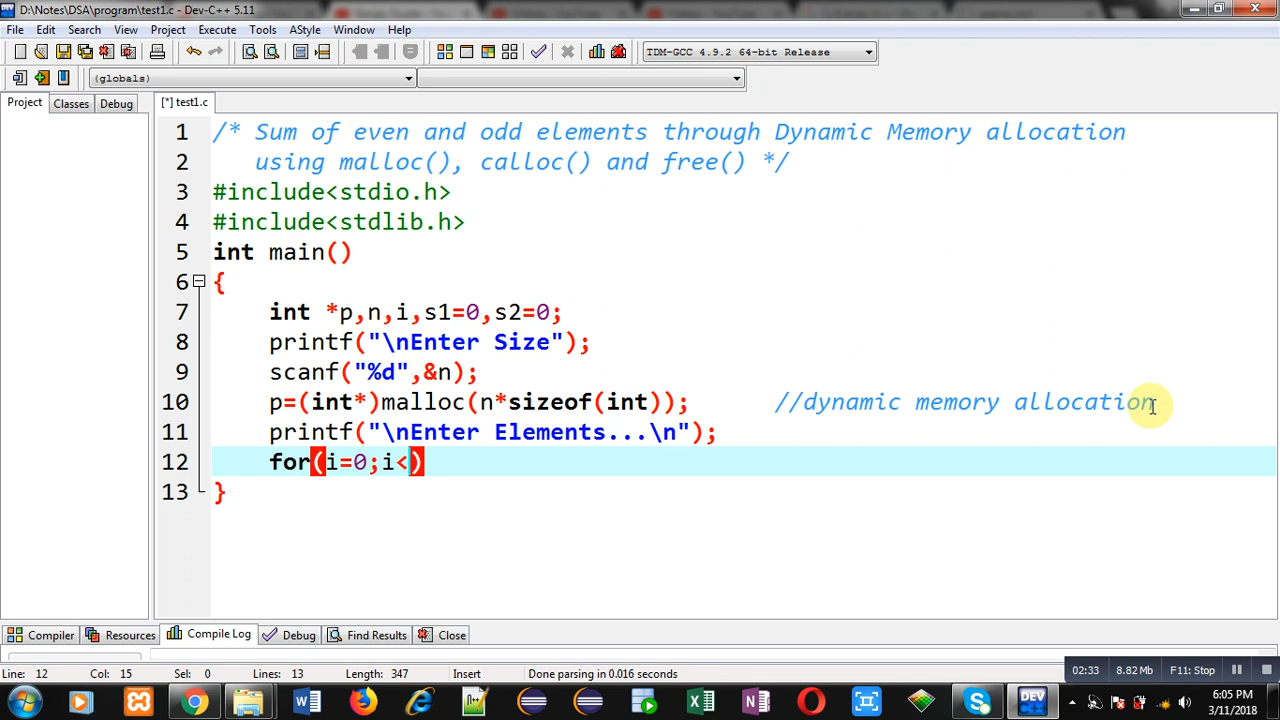 D:\Notes\DSA\program\test1.c - Dev-C++ 5.11
File Edit Search View Project Execute Tools AStyle Window Help
TDM-GCC 4.9.2 64-bit Release
(globals)
Project Classes Debug
[*] test1.c
1 /* Sum of even and odd elements through Dynamic Memory allocation
2 using malloc(), calloc() and free() */
3 #include<stdio.h>
4 #include<stdlib.h>
5 int main()
6 {
7 int *p,n,i,s1=0,s2=0;
8 printf("\nEnter Size");
9 scanf("%d",&n);
10 p=(int*)malloc(n*sizeof(int)); //dynamic memory allocation
11 printf("\nEnter Elements...\n");
12 for(i=0;i<)
13 }
Compiler Resources Compile Log Debug Find Results Close
Line: 12 Col: 15 Sel: 0 Lines: 13 Length: 347 Insert Done parsing in 0.016 seconds
02:33 8.82 Mb F11: Stop
DEV
6:05 PM
3/11/2018